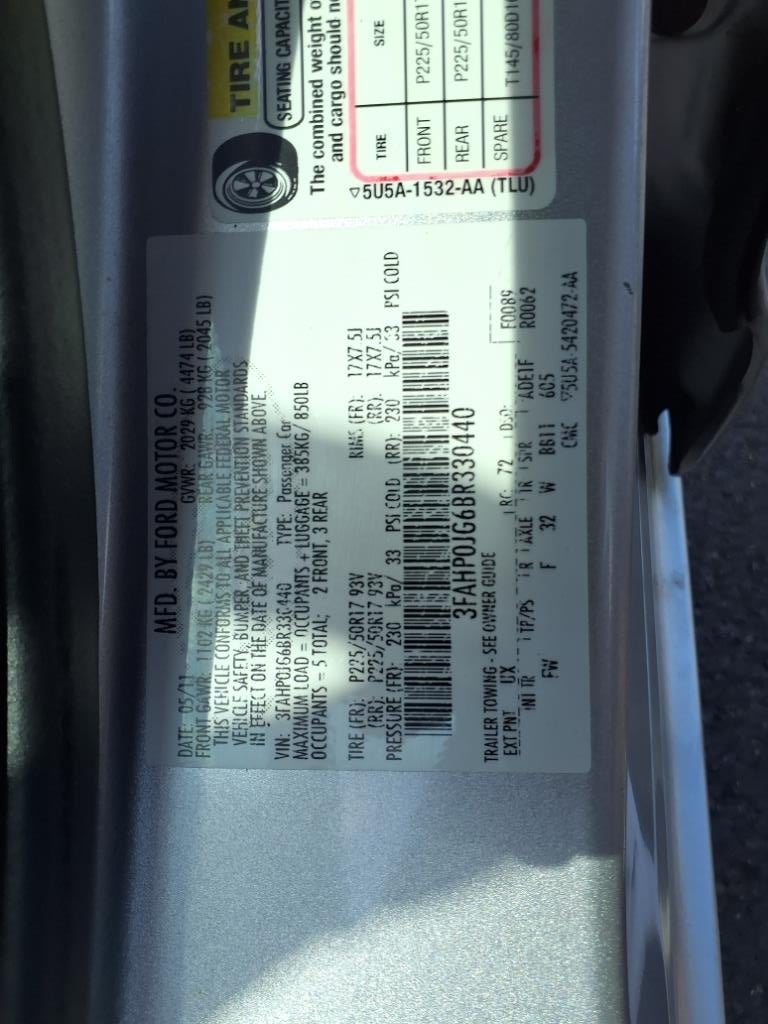 TIRE AN
SEATING CAPACIT
The combined weight o
and cargo should n
TIRE SIZE
FRONT P225/50R17
REAR P225/50R1
SPARE T145/80D16
▽5U5A-1532-AA (TLU)
MFD. BY FORD MOTOR CO.
DATE: 05/11 GVWR: 2029 KG ( 4474 LB)
FRONT GAWR: 1102 KG ( 2429 LB) REAR GAWR: 928 KG ( 2045 LB)
THIS VEHICLE CONFORMS TO ALL APPLICABLE FEDERAL MOTOR
VEHICLE SAFETY, BUMPER, AND THEFT PREVENTION STANDARDS
IN EFFECT ON THE DATE OF MANUFACTURE SHOWN ABOVE.
VIN: 3FAHP0JG6BR330440 TYPE: Passenger Car
MAXIMUM LOAD = OCCUPANTS + LUGGAGE = 385KG/ 850LB
OCCUPANTS = 5 TOTAL: 2 FRONT, 3 REAR
TIRE (FR): P225/50R17 93V RIMS (FR): 17X7.5J
(RR): P225/50R17 93V (RR): 17X7.5J
PRESSURE (FR): 230 kPa/ 33 PSI COLD (RR): 230 kPa/ 33 PSI COLD
3FAHP0JG6BR330440
TRAILER TOWING - SEE OWNER GUIDE
EXT PNT UX RC: 72 DSO: F0089
INT TR TP/PS R AXLE TR SPR ADE1F R0062
FW F 32 W BB11 605
CMC ▽5U5A-5420472-AA